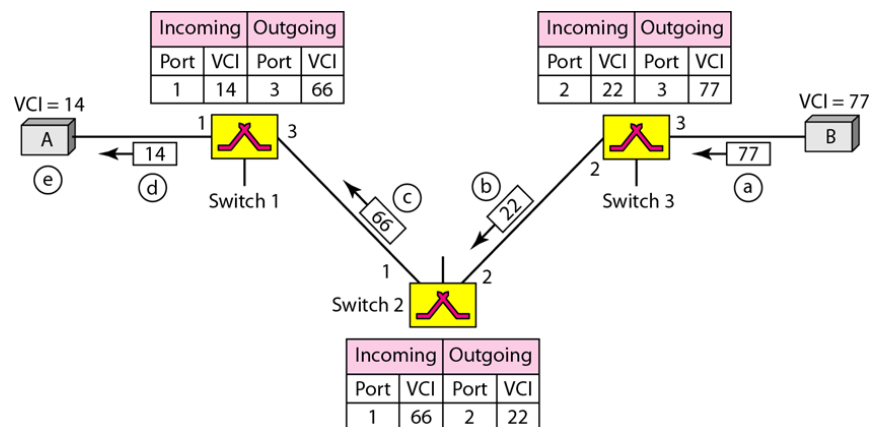 Incoming Outgoing
Port VCI Port VCI
1 14 3 66
Incoming Outgoing
Port VCI Port VCI
2 22 3 77
VCI = 14
VCI = 77
A
1
3
3
B
14
77
2
e
d
Switch 1
c
66
b
22
Switch 3
a
1
2
Switch 2
Incoming Outgoing
Port VCI Port VCI
1 66 2 22